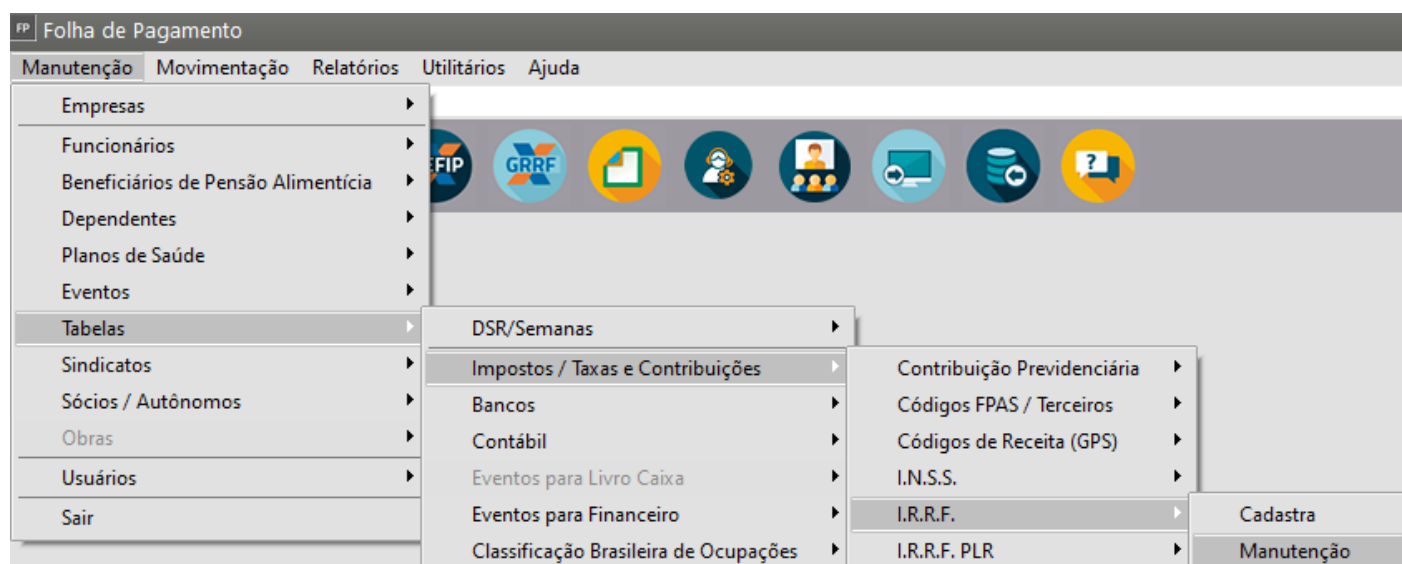 FP Folha de Pagamento
Manutenção Movimentação Relatórios Utilitários Ajuda
Empresas
Funcionários
Beneficiários de Pensão Alimentícia
Dependentes
Planos de Saúde
Eventos
Tabelas
Sindicatos
Sócios / Autônomos
Obras
Usuários
Sair
EFIP GRRF ?
DSR/Semanas
Impostos / Taxas e Contribuições
Bancos
Contábil
Eventos para Livro Caixa
Eventos para Financeiro
Classificação Brasileira de Ocupações
Contribuição Previdenciária
Códigos FPAS / Terceiros
Códigos de Receita (GPS)
I.N.S.S.
I.R.R.F.
I.R.R.F. PLR
Cadastra
Manutenção